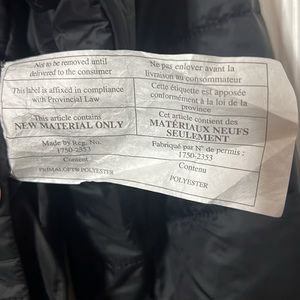 Not to be removed until
delivered to the consumer
This label is affixed in compliance
with Provincial Law
This article contains
NEW MATERIAL ONLY
Made by Reg. No.
1750-2353
Content
PRIMALOFT® POLYESTER
Ne pas enlever avant la
livraison au consommateur
Cette étiquette est apposée
conformément à la loi de la
province
Cet article contient des
MATÉRIAUX NEUFS
SEULEMENT
Fabriqué par N° de permis :
1750-2353
Contenu
POLYESTER